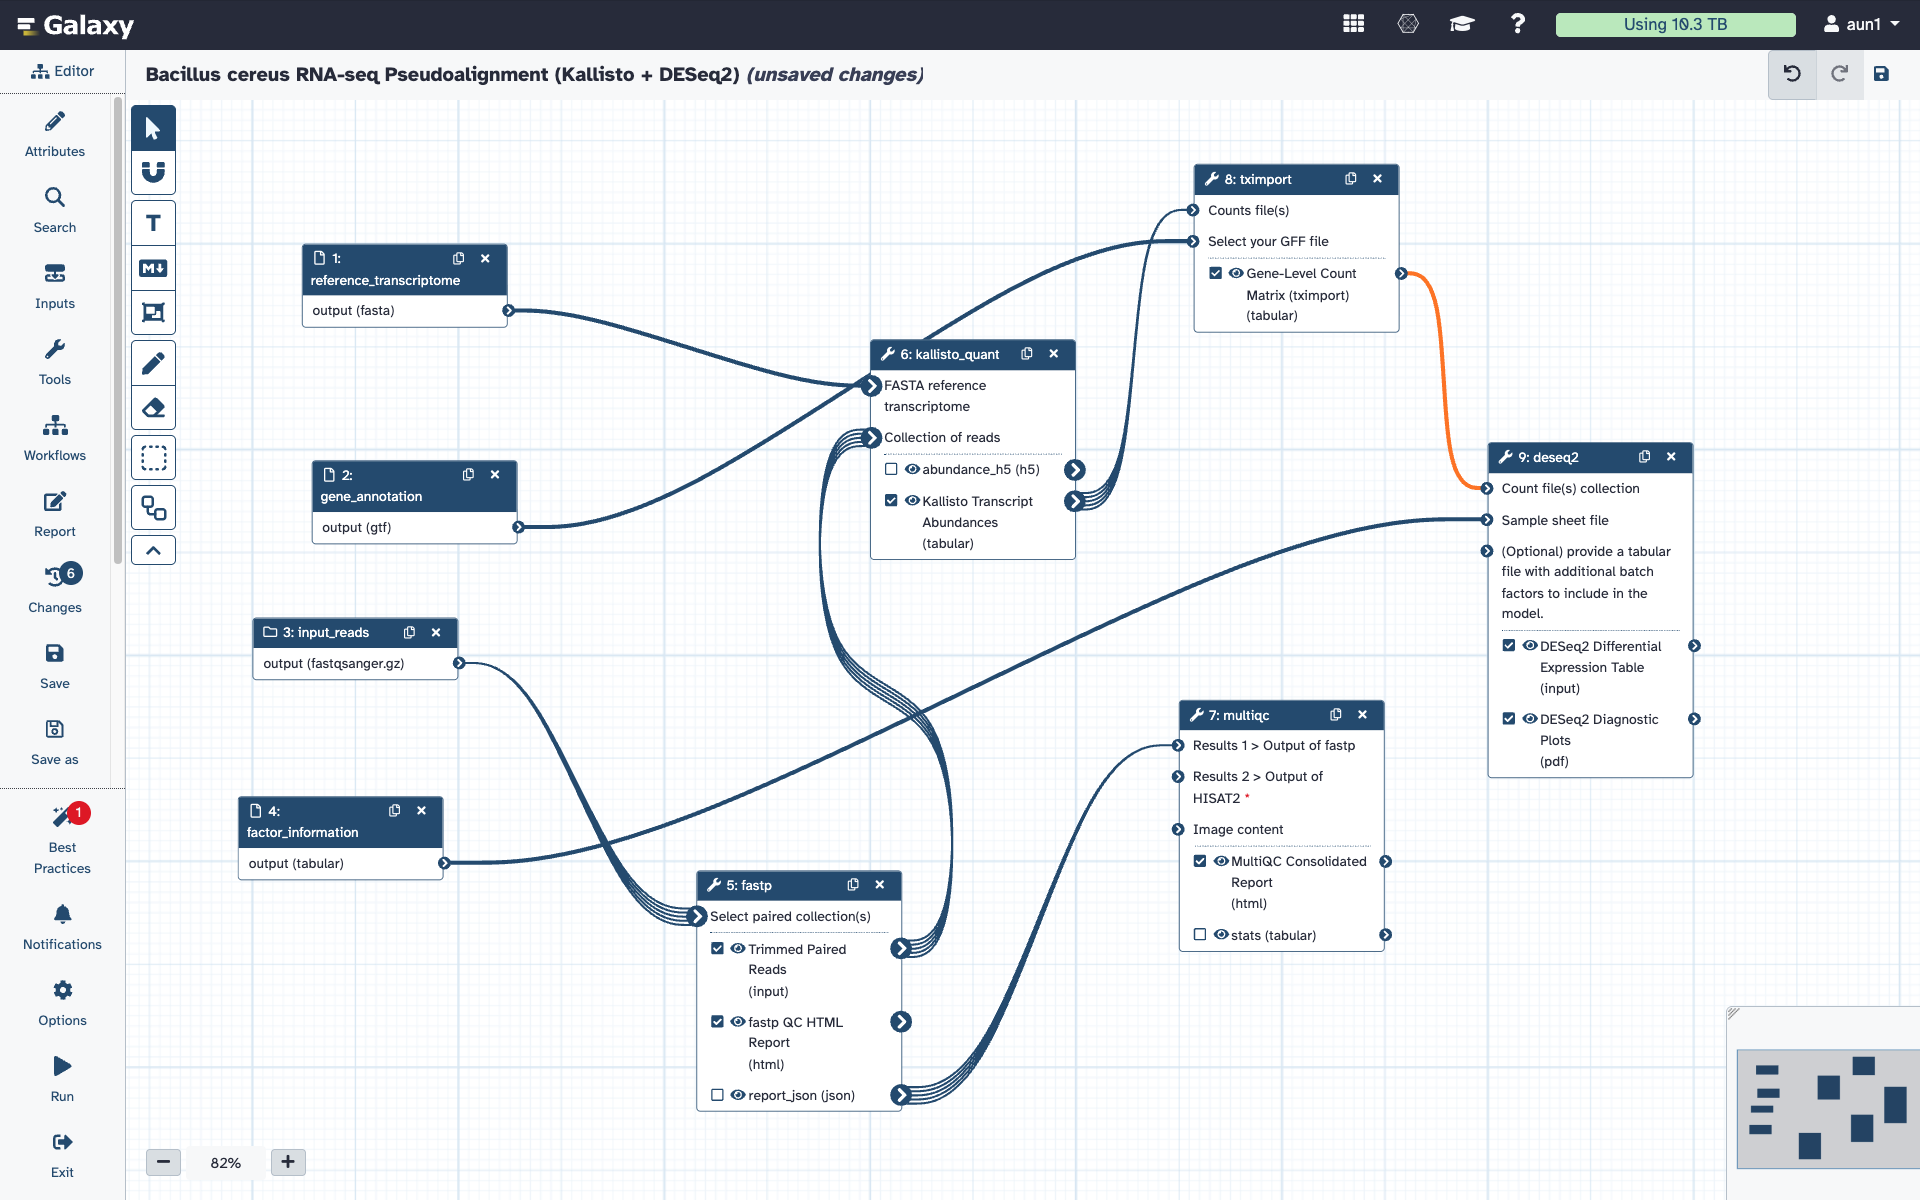 Galaxy
Using 10.3 TB
aun1
Editor
Bacillus cereus RNA-seq Pseudoalignment (Kallisto + DESeq2) (unsaved changes)
Attributes
Search
Inputs
Tools
Workflows
Report
6
Changes
Save
Save as
1
Best
Practices
Notifications
Options
Run
Exit
T
M
1:
reference_transcriptome
output (fasta)
2:
gene_annotation
output (gtf)
3: input_reads
output (fastqsanger.gz)
4:
factor_information
output (tabular)
5: fastp
Select paired collection(s)
Trimmed Paired
Reads
(input)
fastp QC HTML
Report
(html)
report_json (json)
6: kallisto_quant
FASTA reference
transcriptome
Collection of reads
abundance_h5 (h5)
Kallisto Transcript
Abundances
(tabular)
7: multiqc
Results 1 > Output of fastp
Results 2 > Output of
HISAT2 *
Image content
MultiQC Consolidated
Report
(html)
stats (tabular)
8: tximport
Counts file(s)
Select your GFF file
Gene-Level Count
Matrix (tximport)
(tabular)
9: deseq2
Count file(s) collection
Sample sheet file
(Optional) provide a tabular
file with additional batch
factors to include in the
model.
DESeq2 Differential
Expression Table
(input)
DESeq2 Diagnostic
Plots
(pdf)
82%